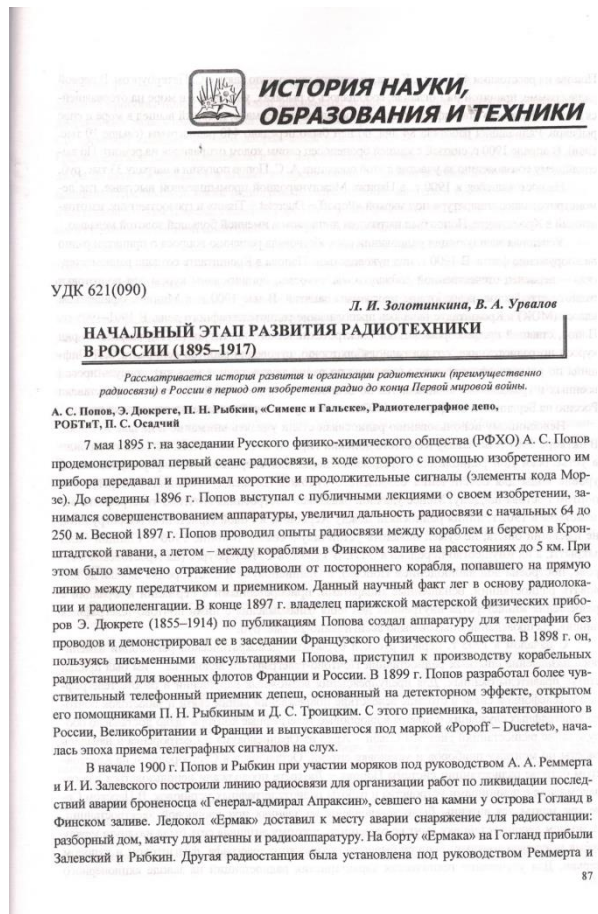 ИСТОРИЯ НАУКИ,
ОБРАЗОВАНИЯ И ТЕХНИКИ
УДК 621(090)
Л. И. Золотинкина, В. А. Урвалов
НАЧАЛЬНЫЙ ЭТАП РАЗВИТИЯ РАДИОТЕХНИКИ
В РОССИИ (1895–1917)
Рассматривается история развития и организации радиотехники (преимущественно
радиосвязи) в России в период от изобретения радио до конца Первой мировой войны.
А. С. Попов, Э. Дюкрете, П. Н. Рыбкин, «Сименс и Гальске», Радиотелеграфное депо,
РОБТиТ, П. С. Осадчий
7 мая 1895 г. на заседании Русского физико-химического общества (РФХО) А. С. Попов
продемонстрировал первый сеанс радиосвязи, в ходе которого с помощью изобретенного им
прибора передавал и принимал короткие и продолжительные сигналы (элементы кода Мор-
зе). До середины 1896 г. Попов выступал с публичными лекциями о своем изобретении, за-
нимался совершенствованием аппаратуры, увеличил дальность радиосвязи с начальных 64 до
250 м. Весной 1897 г. Попов проводил опыты радиосвязи между кораблем и берегом в Крон-
штадтской гавани, а летом – между кораблями в Финском заливе на расстояниях до 5 км. При
этом было замечено отражение радиоволн от постороннего корабля, попавшего на прямую
линию между передатчиком и приемником. Данный научный факт лег в основу радиолока-
ции и радиопеленгации. В конце 1897 г. владелец парижской мастерской физических прибо-
ров Э. Дюкрете (1855–1914) по публикациям Попова создал аппаратуру для телеграфии без
проводов и демонстрировал ее в заседании Французского физического общества. В 1898 г. он,
пользуясь письменными консультациями Попова, приступил к производству корабельных
радиостанций для военных флотов Франции и России. В 1899 г. Попов разработал более чув-
ствительный телефонный приемник депеш, основанный на детекторном эффекте, открытом
его помощниками П. Н. Рыбкиным и Д. С. Троицким. С этого приемника, запатентованного в
России, Великобритании и Франции и выпускавшегося под маркой «Popoff – Ducretet», нача-
лась эпоха приема телеграфных сигналов на слух.
В начале 1900 г. Попов и Рыбкин при участии моряков под руководством А. А. Реммерта
и И. И. Залевского построили линию радиосвязи для организации работ по ликвидации послед-
ствий аварии броненосца «Генерал-адмирал Апраксин», севшего на камни у острова Гогланд в
Финском заливе. Ледокол «Ермак» доставил к месту аварии снаряжение для радиостанции:
разборный дом, мачту для антенны и радиоаппаратуру. На борту «Ермака» на Гогланд прибыли
Залевский и Рыбкин. Другая радиостанция была установлена под руководством Реммерта и
87